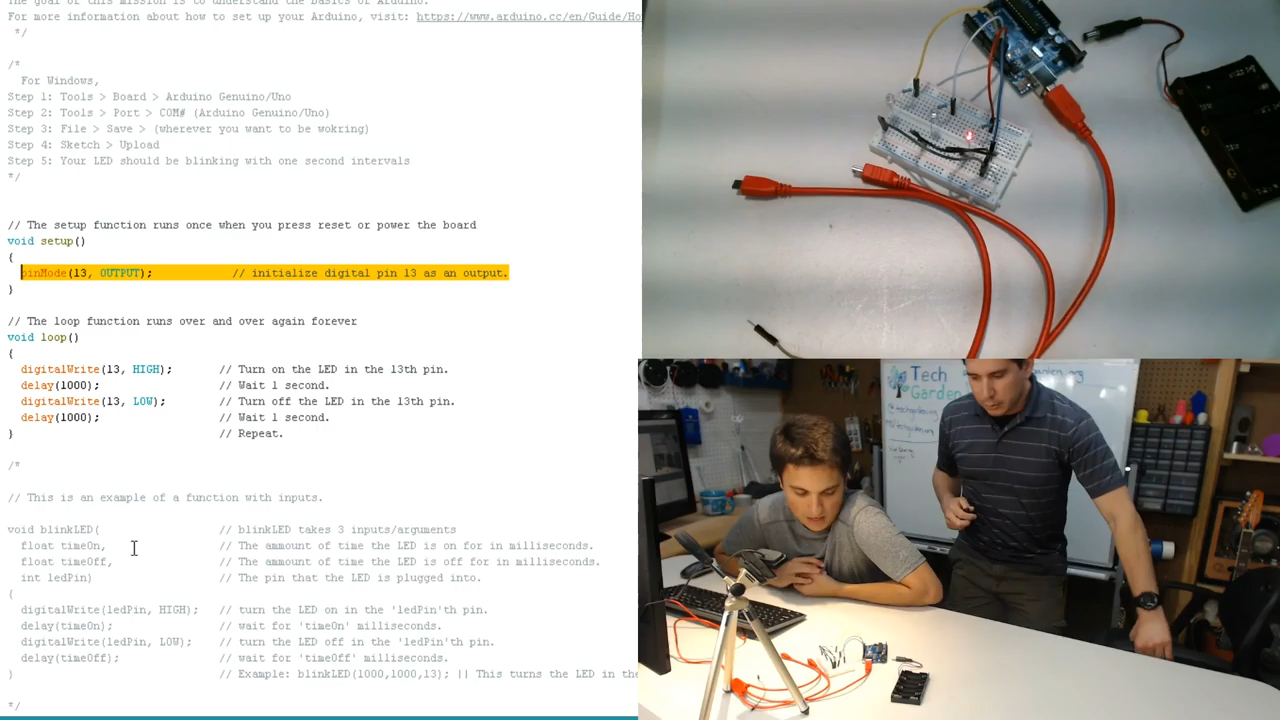 The goal of this mission is to understand the basics of Arduino.
For more information about how to set up your Arduino, visit: https://www.arduino.cc/en/Guide/Ho
*/
/*
For Windows,
Step 1: Tools > Board > Arduino Genuino/Uno
Step 2: Tools > Port > COM# (Arduino Genuino/Uno)
Step 3: File > Save > (wherever you want to be wokring)
Step 4: Sketch > Upload
Step 5: Your LED should be blinking with one second intervals
*/
// The setup function runs once when you press reset or power the board
void setup()
{
pinMode(13, OUTPUT); // initialize digital pin 13 as an output.
}
// The loop function runs over and over again forever
void loop()
{
digitalWrite(13, HIGH); // Turn on the LED in the 13th pin.
delay(1000); // Wait 1 second.
digitalWrite(13, LOW); // Turn off the LED in the 13th pin.
delay(1000); // Wait 1 second.
} // Repeat.
/*
// This is an example of a function with inputs.
void blinkLED( // blinkLED takes 3 inputs/arguments
float timeOn, // The ammount of time the LED is on for in milliseconds.
float timeOff, // The ammount of time the LED is off for in milliseconds.
int ledPin) // The pin that the LED is plugged into.
{
digitalWrite(ledPin, HIGH); // turn the LED on in the 'ledPin'th pin.
delay(timeOn); // wait for 'timeOn' milliseconds.
digitalWrite(ledPin, LOW); // turn the LED off in the 'ledPin'th pin.
delay(timeOff); // wait for 'timeOff' milliseconds.
} // Example: blinkLED(1000,1000,13); || This turns the LED in the
*/
Tech
Garden